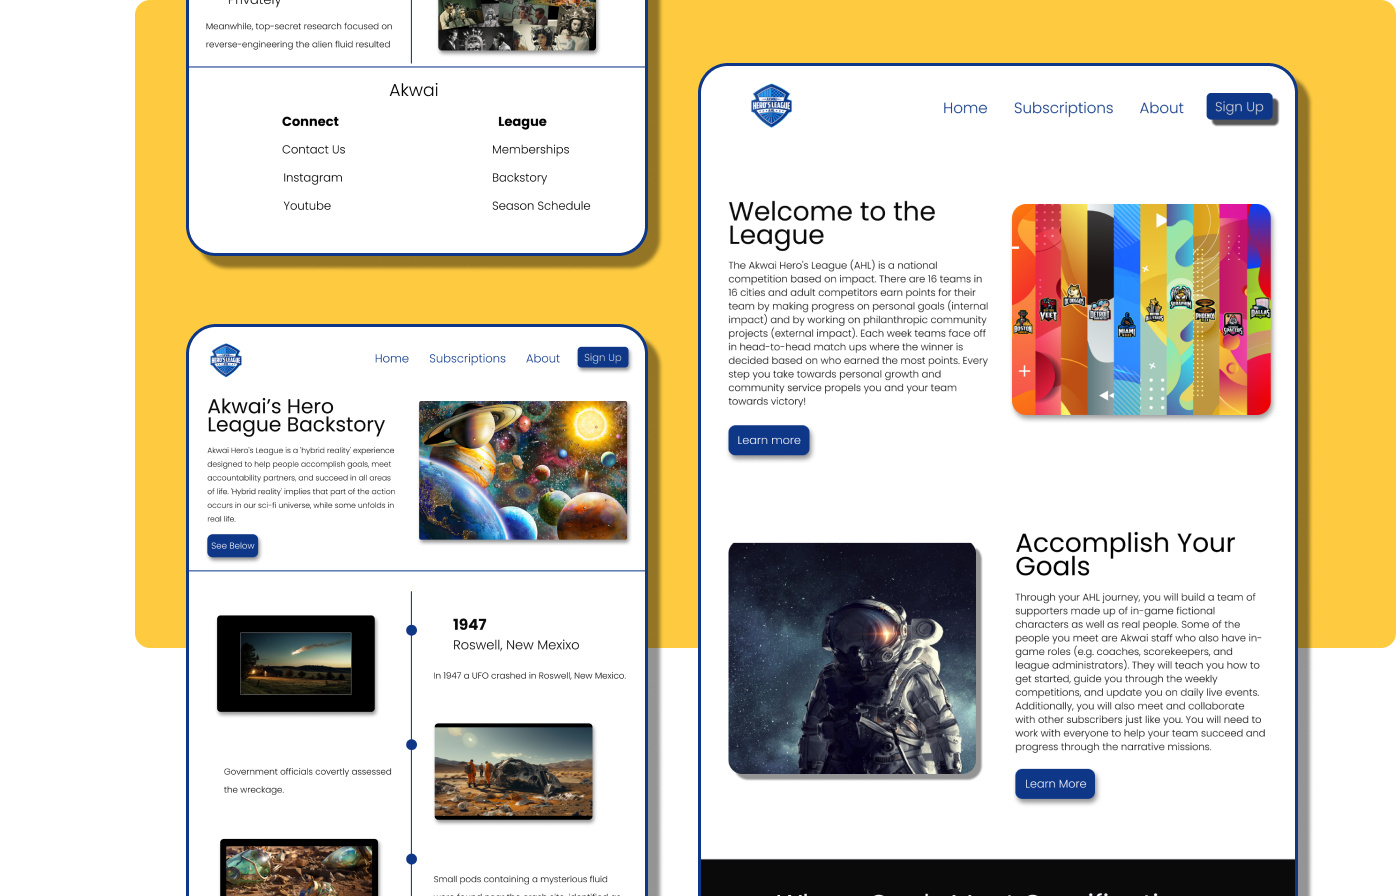 Privately
Meanwhile, top-secret research focused on
reverse-engineering the alien fluid resulted
Akwai
Connect
Contact Us
Instagram
Youtube
League
Memberships
Backstory
Season Schedule
HERO'S LEAGUE
Home
Subscriptions
About
Sign Up
Akwai's Hero
League Backstory
Akwai Hero's League is a 'hybrid reality' experience
designed to help people accomplish goals, meet
accountability partners, and succeed in all areas
of life. 'Hybrid reality' implies that part of the action
occurs in our sci-fi universe, while some unfolds in
real life.
See Below
1947
Roswell, New Mexixo
In 1947 a UFO crashed in Roswell, New Mexico.
Government officials covertly assessed
the wreckage.
Small pods containing a mysterious fluid
HERO'S LEAGUE
Home
Subscriptions
About
Sign Up
Welcome to the
League
The Akwai Hero's League (AHL) is a national
competition based on impact. There are 16 teams in
16 cities and adult competitors earn points for their
team by making progress on personal goals (internal
impact) and by working on philanthropic community
projects (external impact). Each week teams face off
in head-to-head match ups where the winner is
decided based on who earned the most points. Every
step you take towards personal growth and
community service propels you and your team
towards victory!
Learn more
BOSTON
VEET
DETROIT
MIAMI
PHOENIX
DALLAS
Accomplish Your
Goals
Through your AHL journey, you will build a team of
supporters made up of in-game fictional
characters as well as real people. Some of the
people you meet are Akwai staff who also have in-
game roles (e.g. coaches, scorekeepers, and
league administrators). They will teach you how to
get started, guide you through the weekly
competitions, and update you on daily live events.
Additionally, you will also meet and collaborate
with other subscribers just like you. You will need to
work with everyone to help your team succeed and
progress through the narrative missions.
Learn More